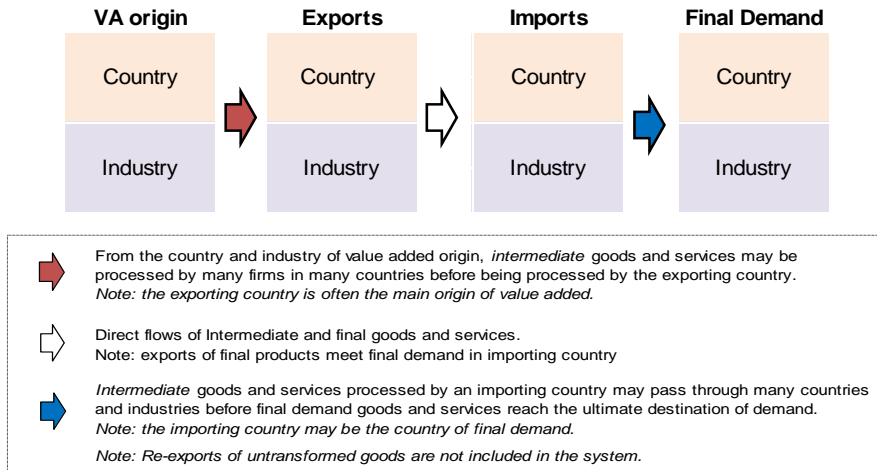 VA origin Exports Imports Final Demand
Country Country Country Country
Industry Industry Industry Industry
From the country and industry of value added origin, intermediate goods and services may be
processed by many firms in many countries before being processed by the exporting country.
Note: the exporting country is often the main origin of value added.
Direct flows of Intermediate and final goods and services.
Note: exports of final products meet final demand in importing country
Intermediate goods and services processed by an importing country may pass through many countries
and industries before final demand goods and services reach the ultimate destination of demand.
Note: the importing country may be the country of final demand.
Note: Re-exports of untransformed goods are not included in the system.